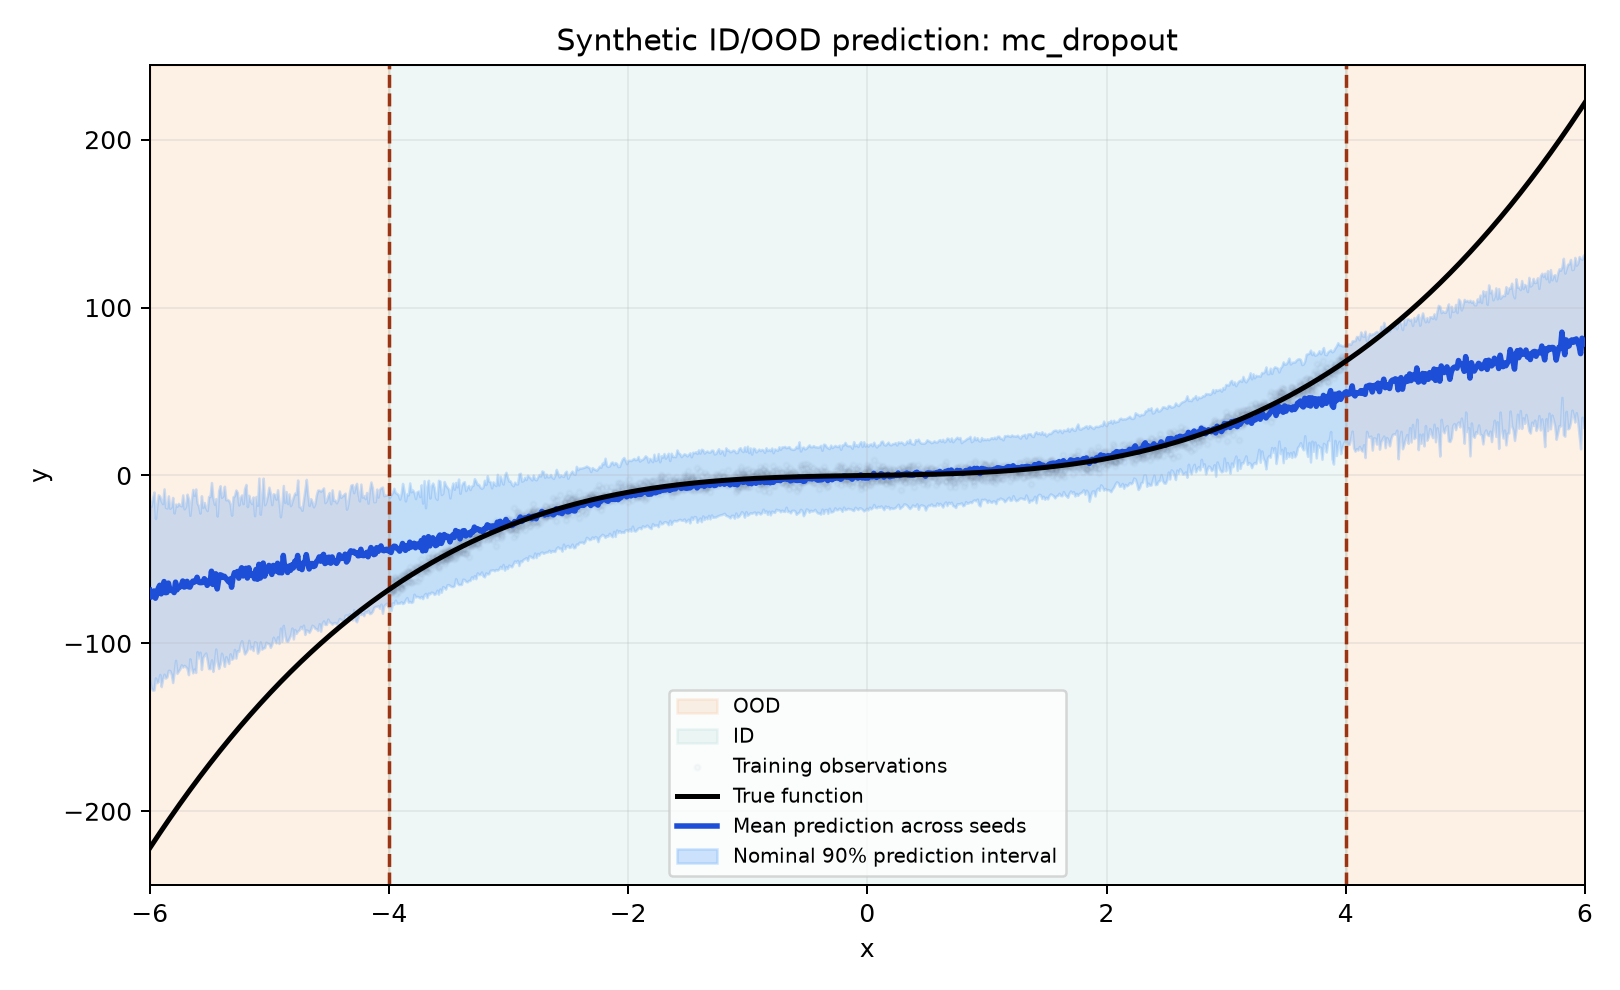 Synthetic ID/OOD prediction: mc_dropout
y
200
100
0
−100
−200
OOD
ID
Training observations
True function
Mean prediction across seeds
Nominal 90% prediction interval
−6 −4 −2 0 2 4 6
x